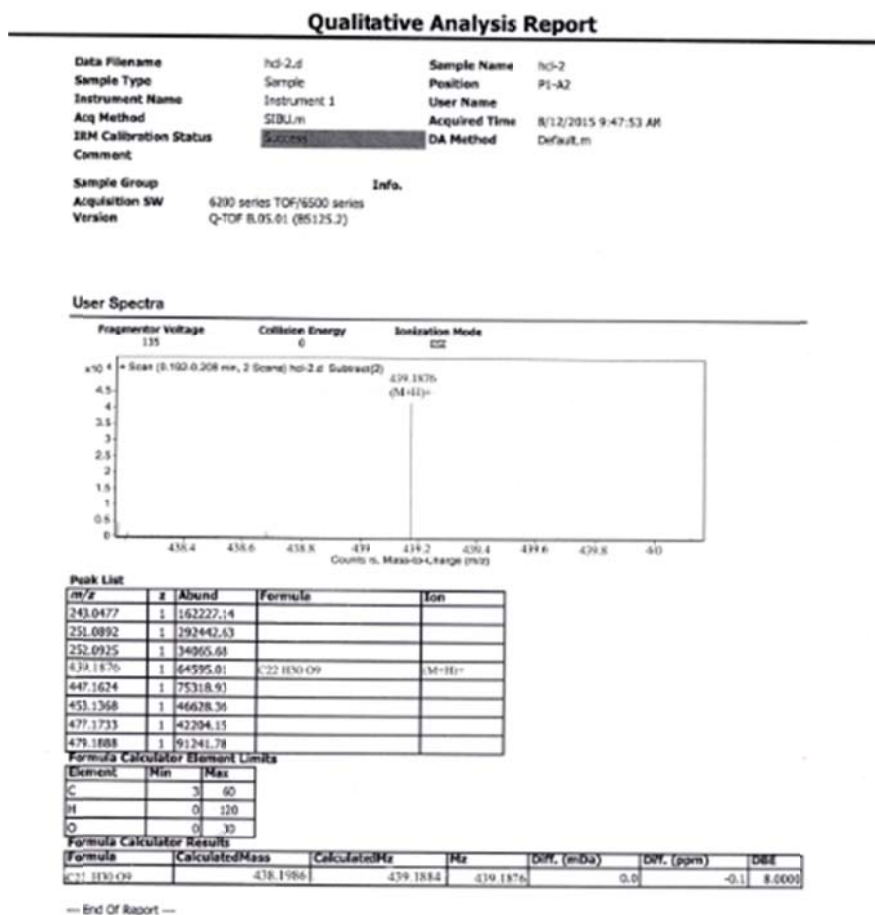 Qualitative Analysis Report
Data Filename hcl-2.d Sample Name hcl-2
Sample Type Sample Position P1-A2
Instrument Name Instrument 1 User Name
Acq Method SIBU.m Acquired Time 8/12/2015 9:47:53 AM
IRM Calibration Status Success DA Method Default.m
Comment
Sample Group Info.
Acquisition SW 6200 series TOF/6500 series
Version Q-TOF B.05.01 (B5125.2)
User Spectra
Fragmentor Voltage Collision Energy Ionization Mode
135 0 ESI
x10 4 + Scan (0.192-0.208 min, 2 Scans) hcl-2.d Subtract(2)
439.1876
(M+H)+
4.5
4
3.5
3
2.5
2
1.5
1
0.5
0
438.4 438.6 438.8 439 439.2 439.4 439.6 439.8 440
Counts vs. Mass-to-Charge (m/z)
Peak List
m/z z Abund Formula Ion
243.0477 1 162227.14
251.0892 1 292442.63
252.0925 1 34065.68
439.1876 1 64595.01 C22 H30 O9 (M+H)+
447.1624 1 75318.93
453.1368 1 46628.36
477.1733 1 42204.15
479.1888 1 91241.78
Formula Calculator Element Limits
Element Min Max
C 3 60
H 0 120
O 0 30
Formula Calculator Results
Formula CalculatedMass CalculatedMz Mz Diff. (mDa) Diff. (ppm) DBE
H30 O9 438.1986 439.1884 439.1876 0.0 -0.1 8.0000
--- End Of Report ---